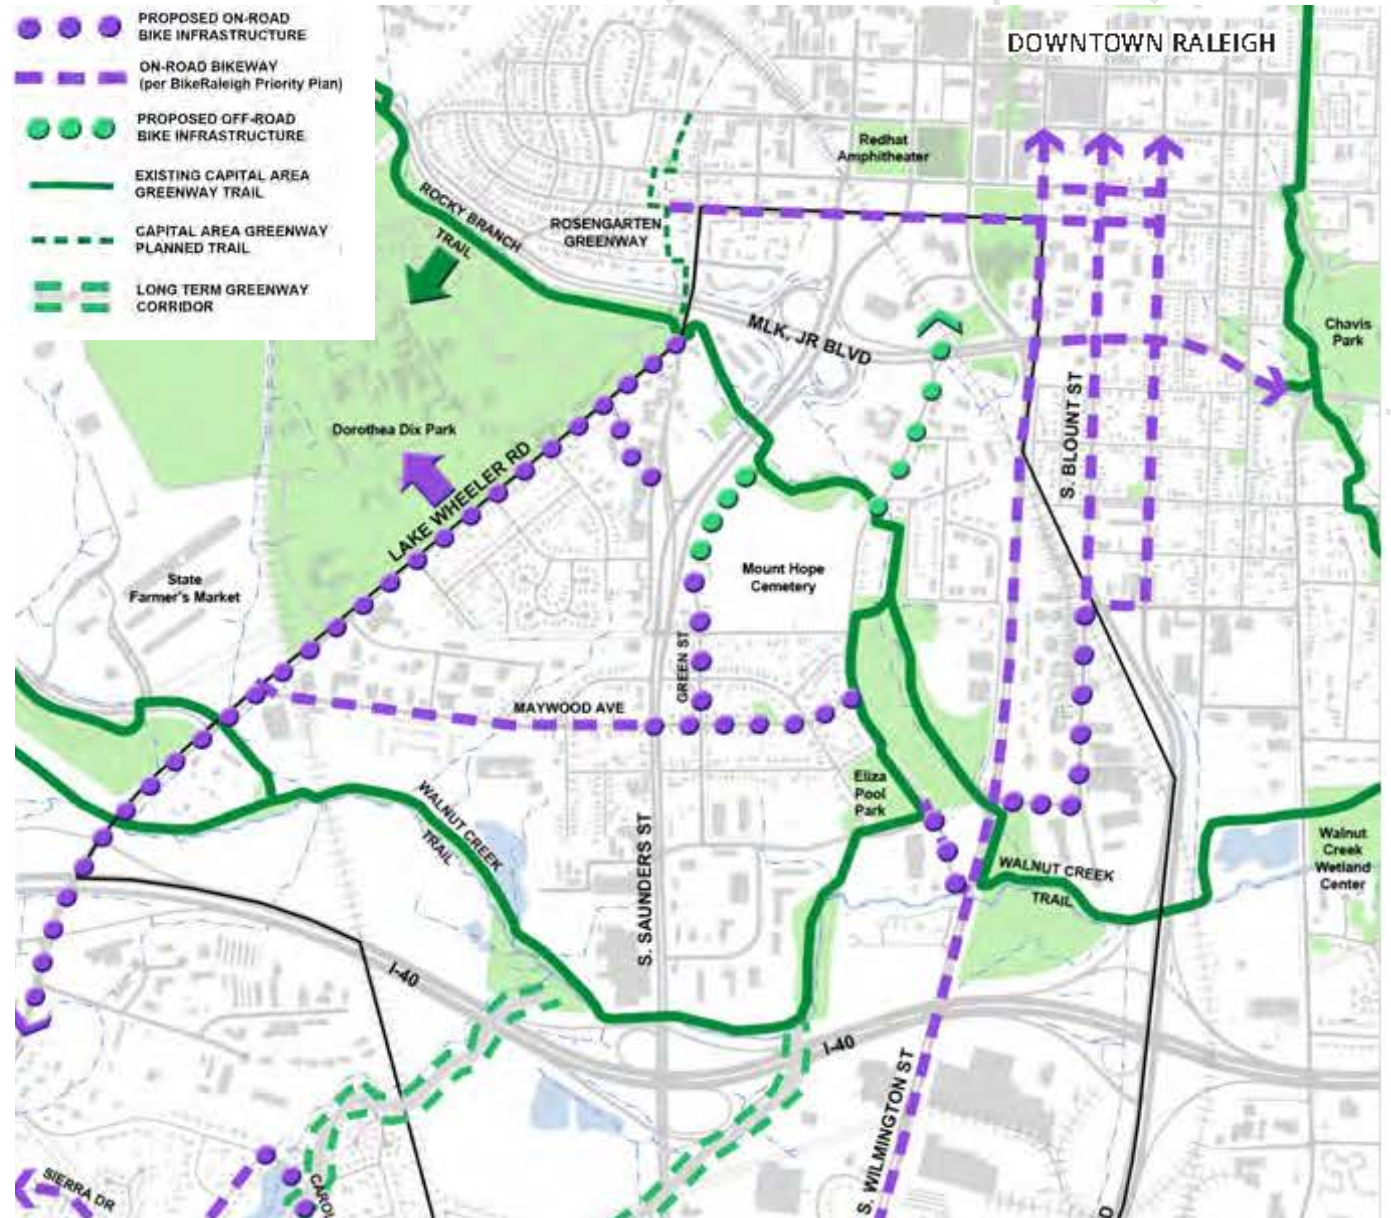 PROPOSED ON-ROAD
BIKE INFRASTRUCTURE
ON-ROAD BIKEWAY
(per BikeRaleigh Priority Plan)
PROPOSED OFF-ROAD
BIKE INFRASTRUCTURE
EXISTING CAPITAL AREA
GREENWAY TRAIL
CAPITAL AREA GREENWAY
PLANNED TRAIL
LONG TERM GREENWAY
CORRIDOR
DOWNTOWN RALEIGH
Redhat
Amphitheater
ROCKY BRANCH
TRAIL
ROSENGARTEN
GREENWAY
MLK, JR BLVD
Chavis
Park
S. BLOUNT ST
Dorothea Dix Park
LAKE WHEELER RD
State
Farmer's Market
Mount Hope
Cemetery
GREEN ST
MAYWOOD AVE
Eliza
Pool
Park
WALNUT CREEK
TRAIL
S. SAUNDERS ST
WALNUT CREEK
TRAIL
Walnut
Creek
Wetland
Center
I-40
I-40
S. WILMINGTON ST
SIERRA DR